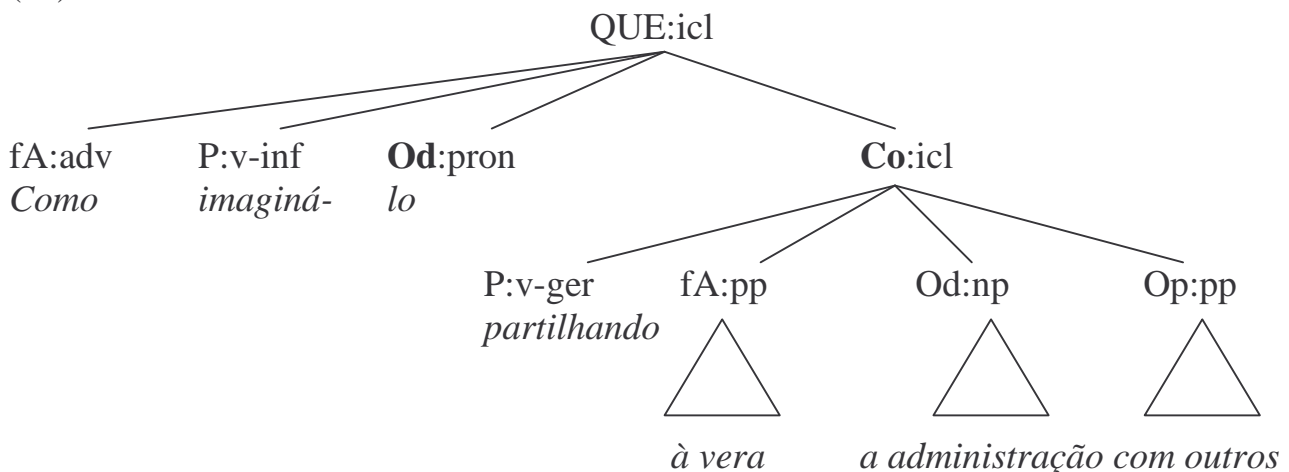 QUE:icl
fA:adv P:v-inf Od:pron Co:icl
Como imaginá- lo
P:v-ger fA:pp Od:np Op:pp
partilhando
à vera a administração com outros